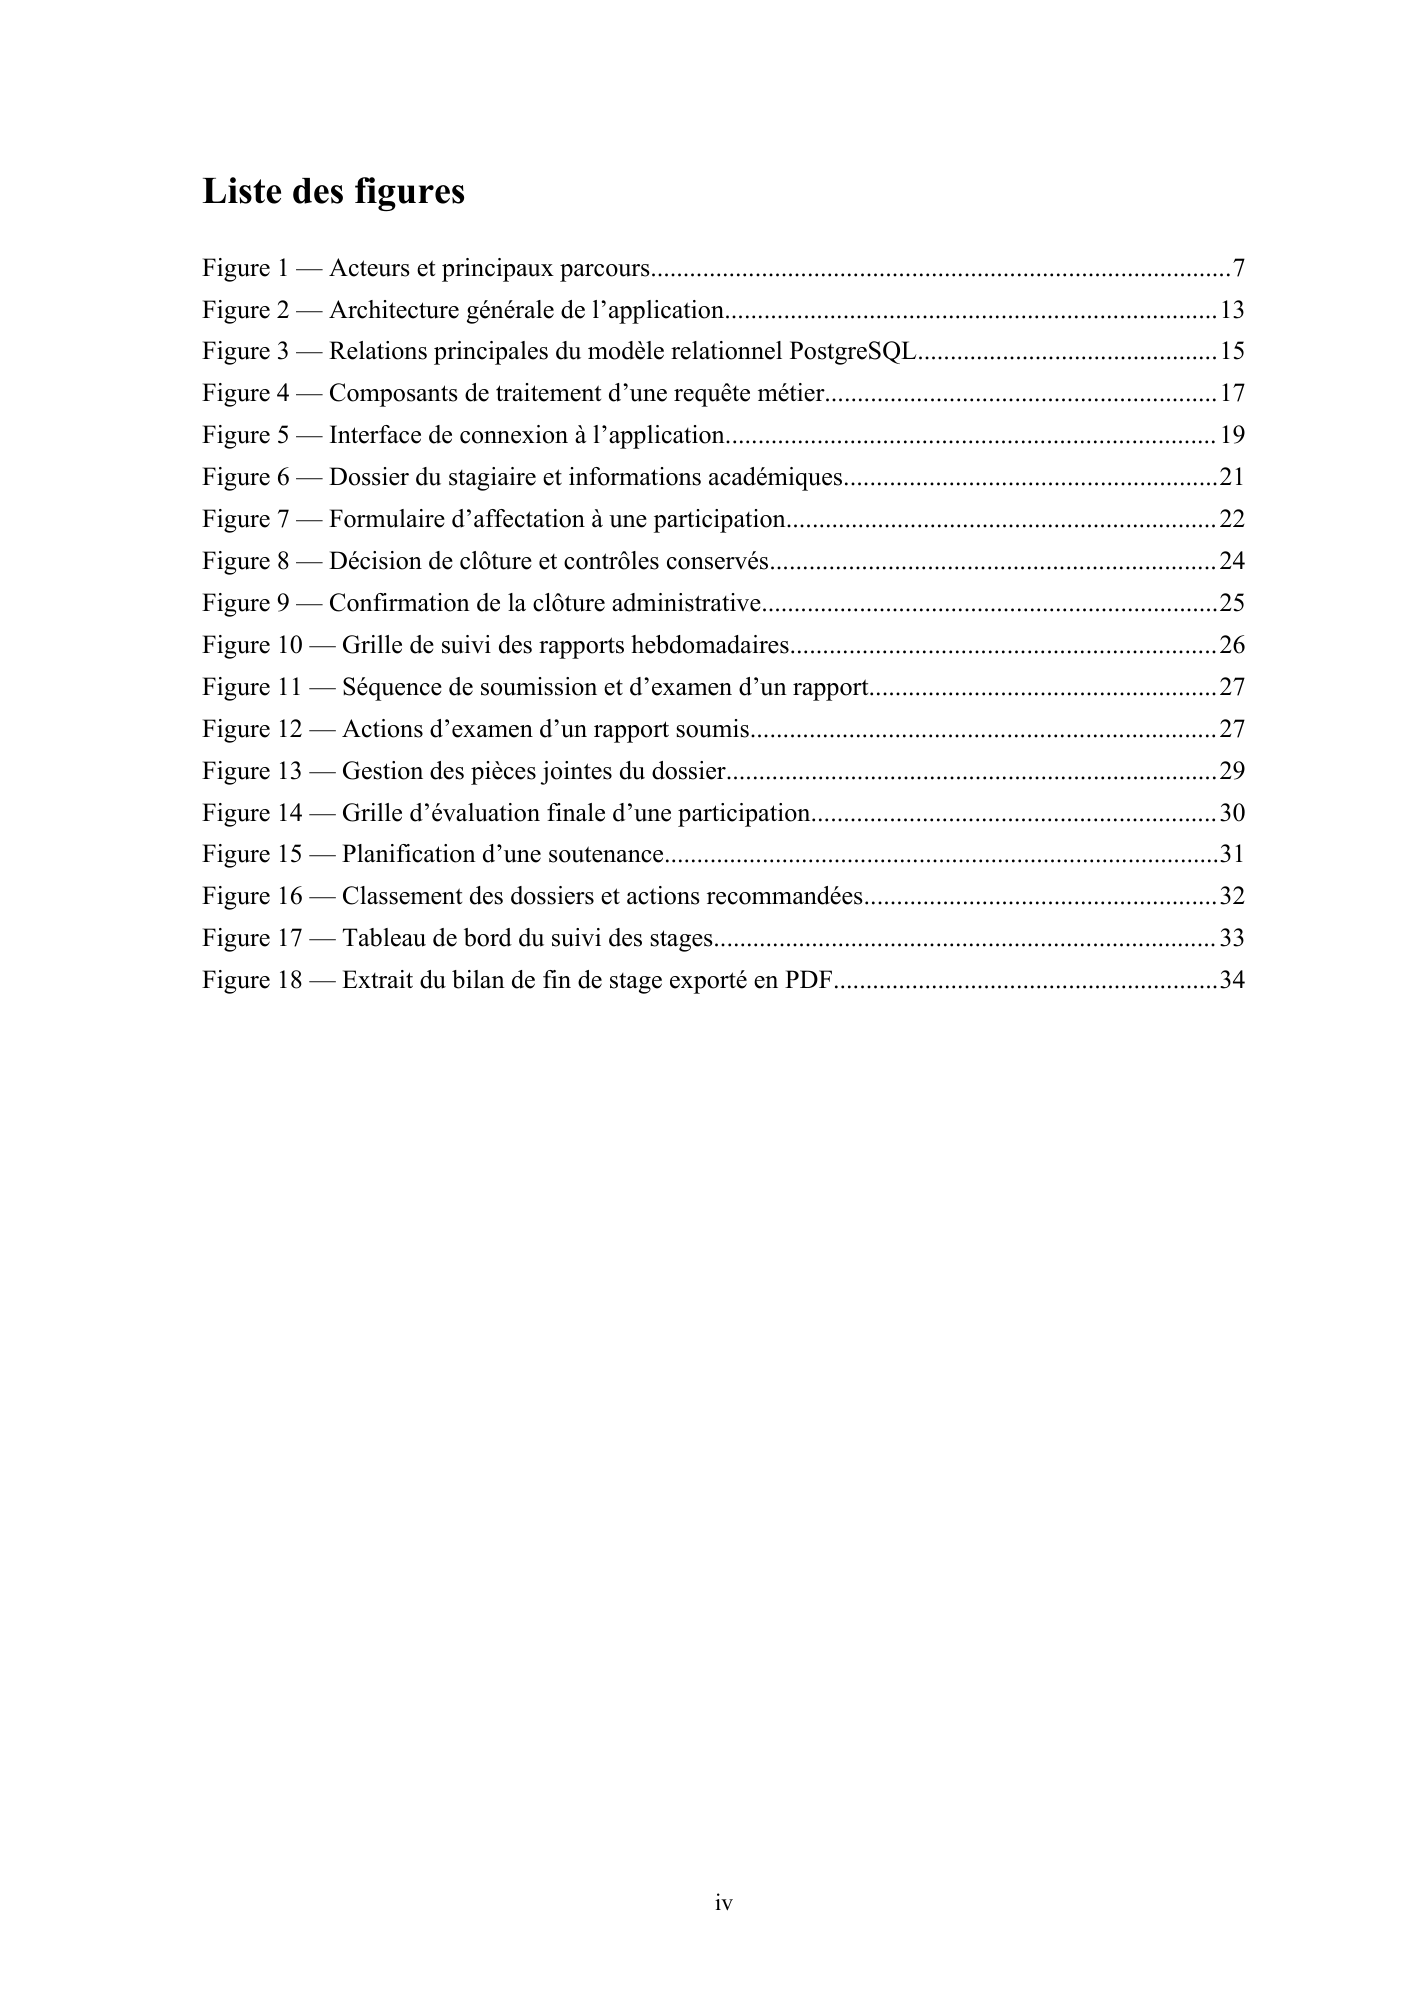 Liste des figures
Figure 1 — Acteurs et principaux parcours..........7
Figure 2 — Architecture générale de l’application..........13
Figure 3 — Relations principales du modèle relationnel PostgreSQL..........15
Figure 4 — Composants de traitement d’une requête métier..........17
Figure 5 — Interface de connexion à l’application..........19
Figure 6 — Dossier du stagiaire et informations académiques..........21
Figure 7 — Formulaire d’affectation à une participation..........22
Figure 8 — Décision de clôture et contrôles conservés..........24
Figure 9 — Confirmation de la clôture administrative..........25
Figure 10 — Grille de suivi des rapports hebdomadaires..........26
Figure 11 — Séquence de soumission et d’examen d’un rapport..........27
Figure 12 — Actions d’examen d’un rapport soumis..........27
Figure 13 — Gestion des pièces jointes du dossier..........29
Figure 14 — Grille d’évaluation finale d’une participation..........30
Figure 15 — Planification d’une soutenance..........31
Figure 16 — Classement des dossiers et actions recommandées..........32
Figure 17 — Tableau de bord du suivi des stages..........33
Figure 18 — Extrait du bilan de fin de stage exporté en PDF..........34
iv